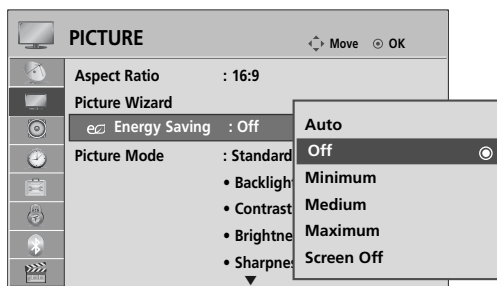 PICTURE
Move OK
Aspect Ratio : 16:9
Picture Wizard
Energy Saving : Off
Picture Mode : Standard
• Backligh
• Contrast
• Brightne
• Sharpne
Auto
Off
Minimum
Medium
Maximum
Screen Off